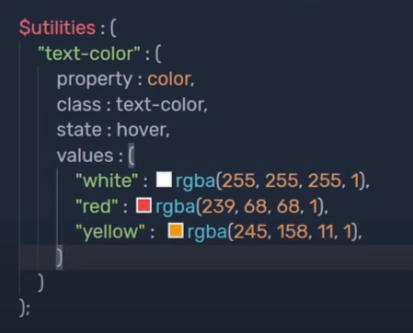 $utilities : (
"text-color" : (
property : color,
class : text-color,
state : hover,
values : (
"white" : rgba(255, 255, 255, 1),
"red" : rgba(239, 68, 68, 1),
"yellow" : rgba(245, 158, 11, 1),
)
)
);